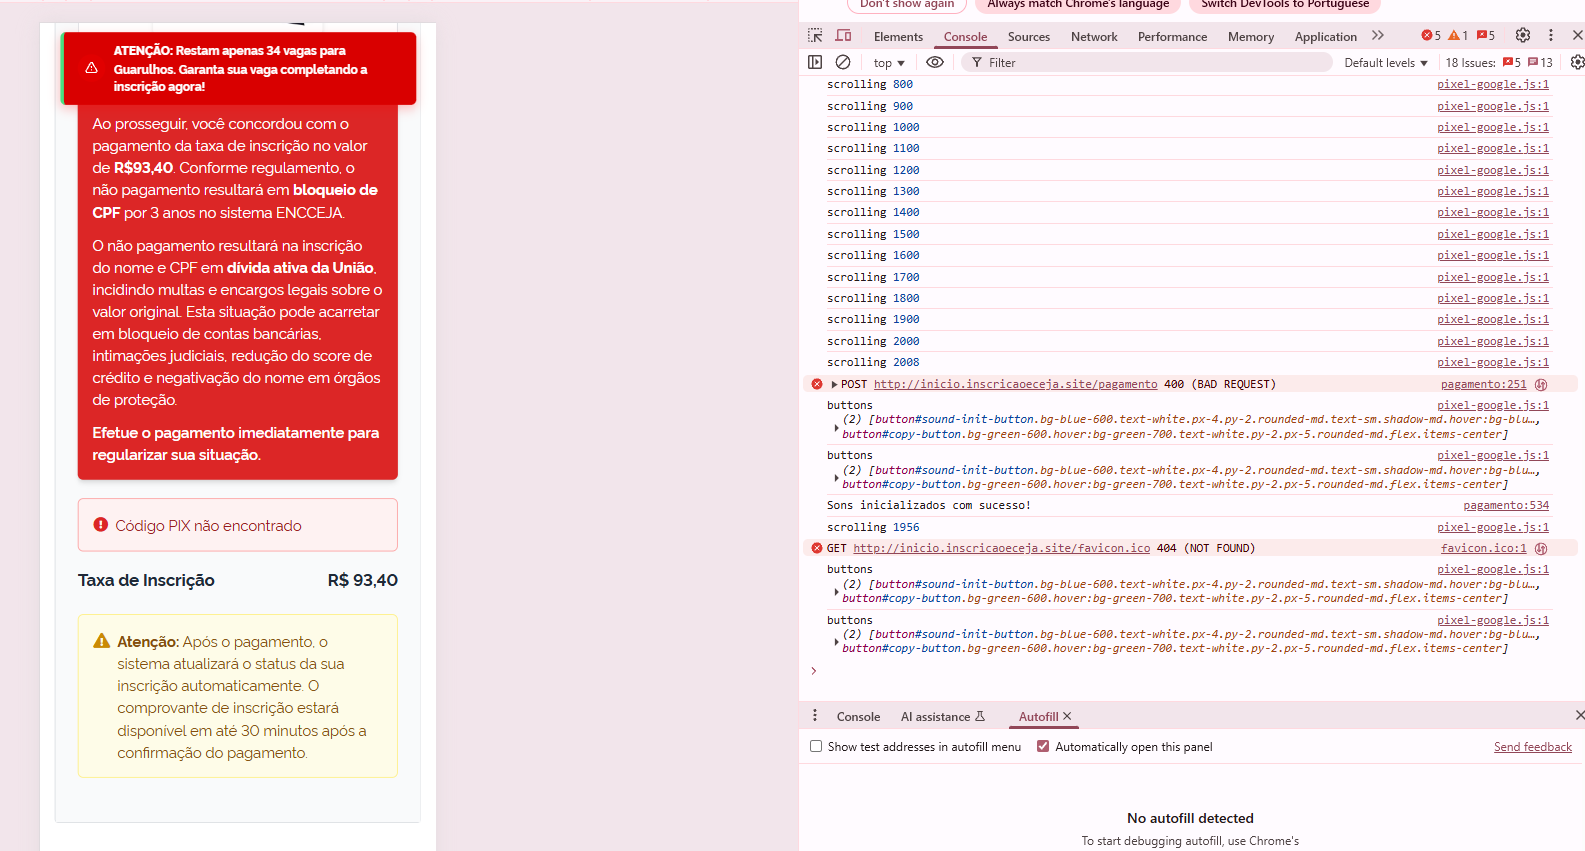 Don't show again
Always match Chrome's language
Switch DevTools to Portuguese
Elements
Console
Sources
Network
Performance
Memory
Application
5
1
5
top
Filter
Default levels
18 Issues:
5
13
ATENÇÃO: Restam apenas 34 vagas para
Guarulhos. Garanta sua vaga completando a
inscrição agora!
Ao prosseguir, você concordou com o
pagamento da taxa de inscrição no valor
de R$93,40. Conforme regulamento, o
não pagamento resultará em bloqueio de
CPF por 3 anos no sistema ENCCEJA.
O não pagamento resultará na inscrição
do nome e CPF em dívida ativa da União,
incidindo multas e encargos legais sobre o
valor original. Esta situação pode acarretar
em bloqueio de contas bancárias,
intimações judiciais, redução do score de
crédito e negativação do nome em órgãos
de proteção.
Efetue o pagamento imediatamente para
regularizar sua situação.
Código PIX não encontrado
Taxa de Inscrição R$ 93,40
Atenção: Após o pagamento, o
sistema atualizará o status da sua
inscrição automaticamente. O
comprovante de inscrição estará
disponível em até 30 minutos após a
confirmação do pagamento.
scrolling 800 pixel-google.js:1
scrolling 900 pixel-google.js:1
scrolling 1000 pixel-google.js:1
scrolling 1100 pixel-google.js:1
scrolling 1200 pixel-google.js:1
scrolling 1300 pixel-google.js:1
scrolling 1400 pixel-google.js:1
scrolling 1500 pixel-google.js:1
scrolling 1600 pixel-google.js:1
scrolling 1700 pixel-google.js:1
scrolling 1800 pixel-google.js:1
scrolling 1900 pixel-google.js:1
scrolling 2000 pixel-google.js:1
scrolling 2008 pixel-google.js:1
POST http://inicio.inscricaoeceja.site/pagamento 400 (BAD REQUEST) pagamento:251
buttons pixel-google.js:1
(2) [button#sound-init-button.bg-blue-600.text-white.px-4.py-2.rounded-md.text-sm.shadow-md.hover:bg-blu…,
button#copy-button.bg-green-600.hover:bg-green-700.text-white.py-2.px-5.rounded-md.flex.items-center]
buttons pixel-google.js:1
(2) [button#sound-init-button.bg-blue-600.text-white.px-4.py-2.rounded-md.text-sm.shadow-md.hover:bg-blu…,
button#copy-button.bg-green-600.hover:bg-green-700.text-white.py-2.px-5.rounded-md.flex.items-center]
Sons inicializados com sucesso! pagamento:534
scrolling 1956 pixel-google.js:1
GET http://inicio.inscricaoeceja.site/favicon.ico 404 (NOT FOUND) favicon.ico:1
buttons pixel-google.js:1
(2) [button#sound-init-button.bg-blue-600.text-white.px-4.py-2.rounded-md.text-sm.shadow-md.hover:bg-blu…,
button#copy-button.bg-green-600.hover:bg-green-700.text-white.py-2.px-5.rounded-md.flex.items-center]
buttons pixel-google.js:1
(2) [button#sound-init-button.bg-blue-600.text-white.px-4.py-2.rounded-md.text-sm.shadow-md.hover:bg-blu…,
button#copy-button.bg-green-600.hover:bg-green-700.text-white.py-2.px-5.rounded-md.flex.items-center]
Console
AI assistance
Autofill
Show test addresses in autofill menu
Automatically open this panel
Send feedback
No autofill detected
To start debugging autofill, use Chrome's